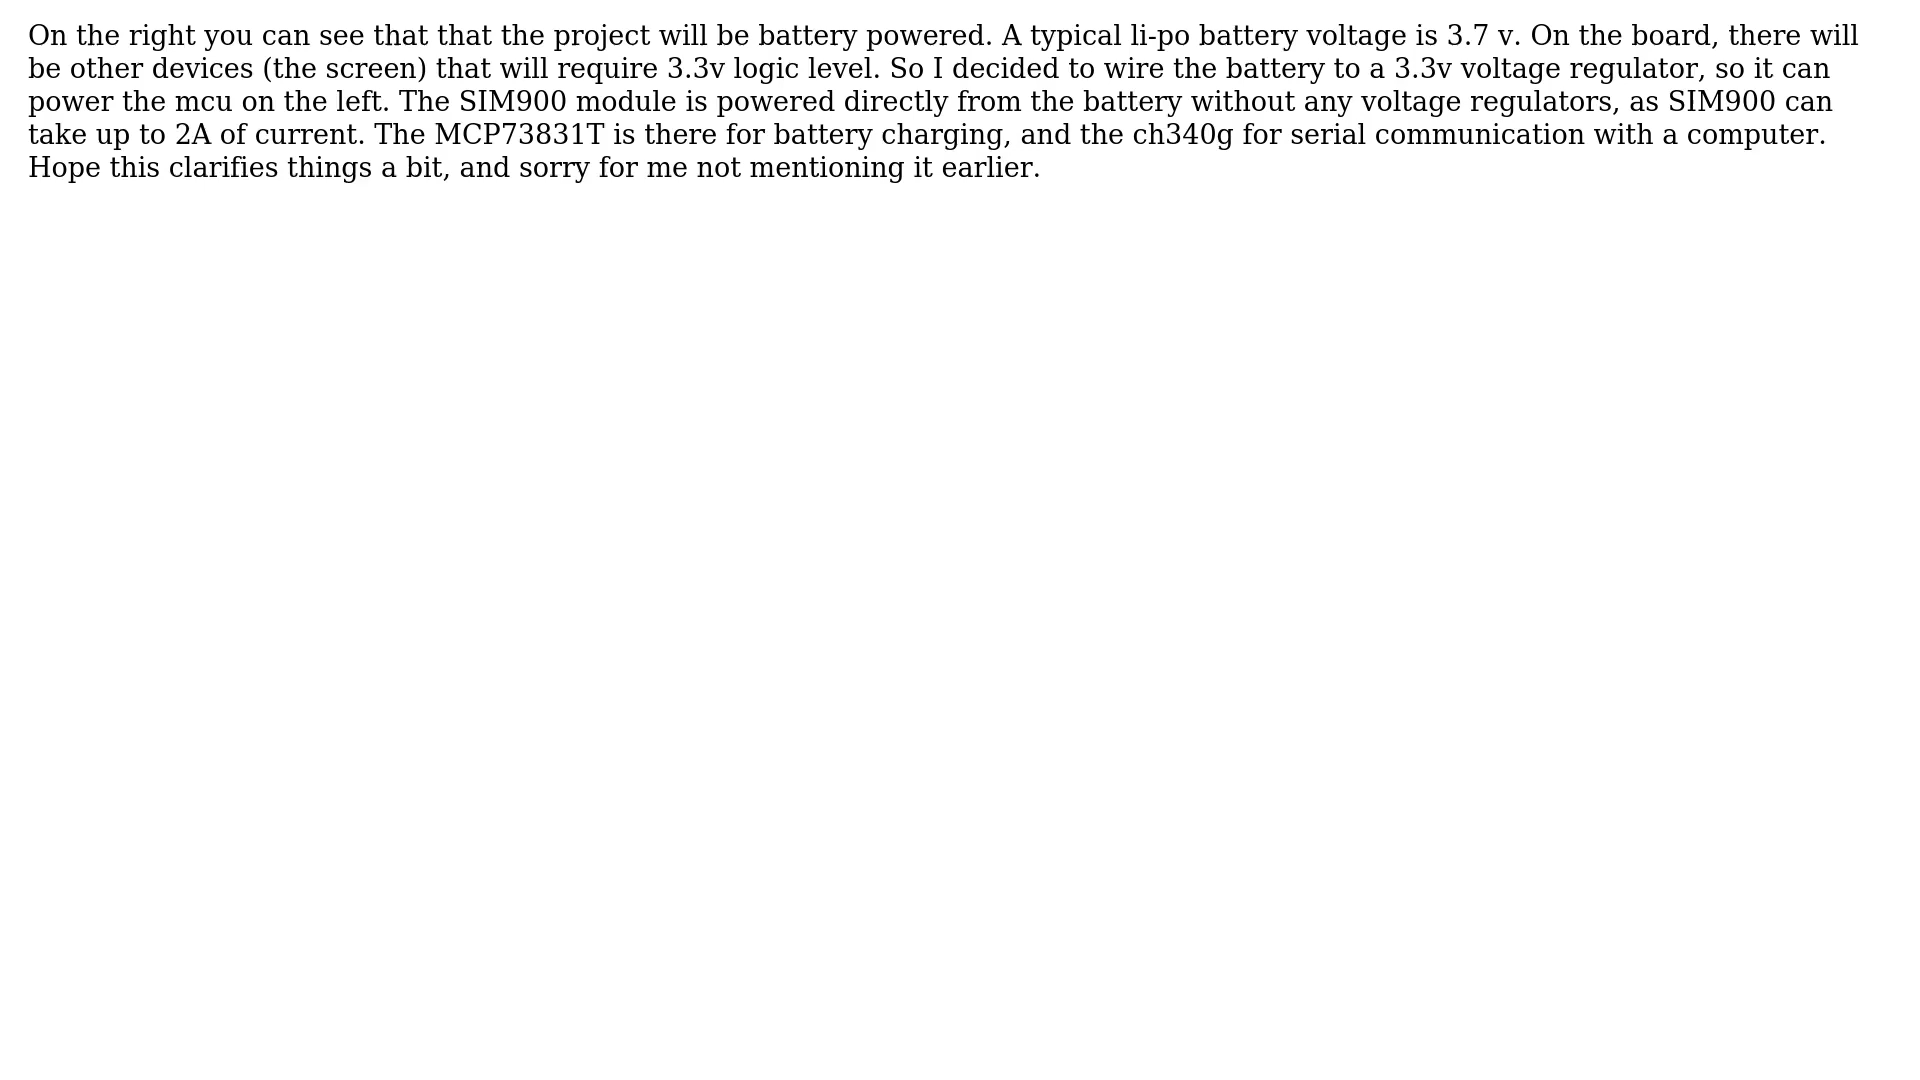 On the right you can see that that the project will be battery powered. A typical li-po battery voltage is 3.7 v. On the board, there will
be other devices (the screen) that will require 3.3v logic level. So I decided to wire the battery to a 3.3v voltage regulator, so it can
power the mcu on the left. The SIM900 module is powered directly from the battery without any voltage regulators, as SIM900 can
take up to 2A of current. The MCP73831T is there for battery charging, and the ch340g for serial communication with a computer.
Hope this clarifies things a bit, and sorry for me not mentioning it earlier.